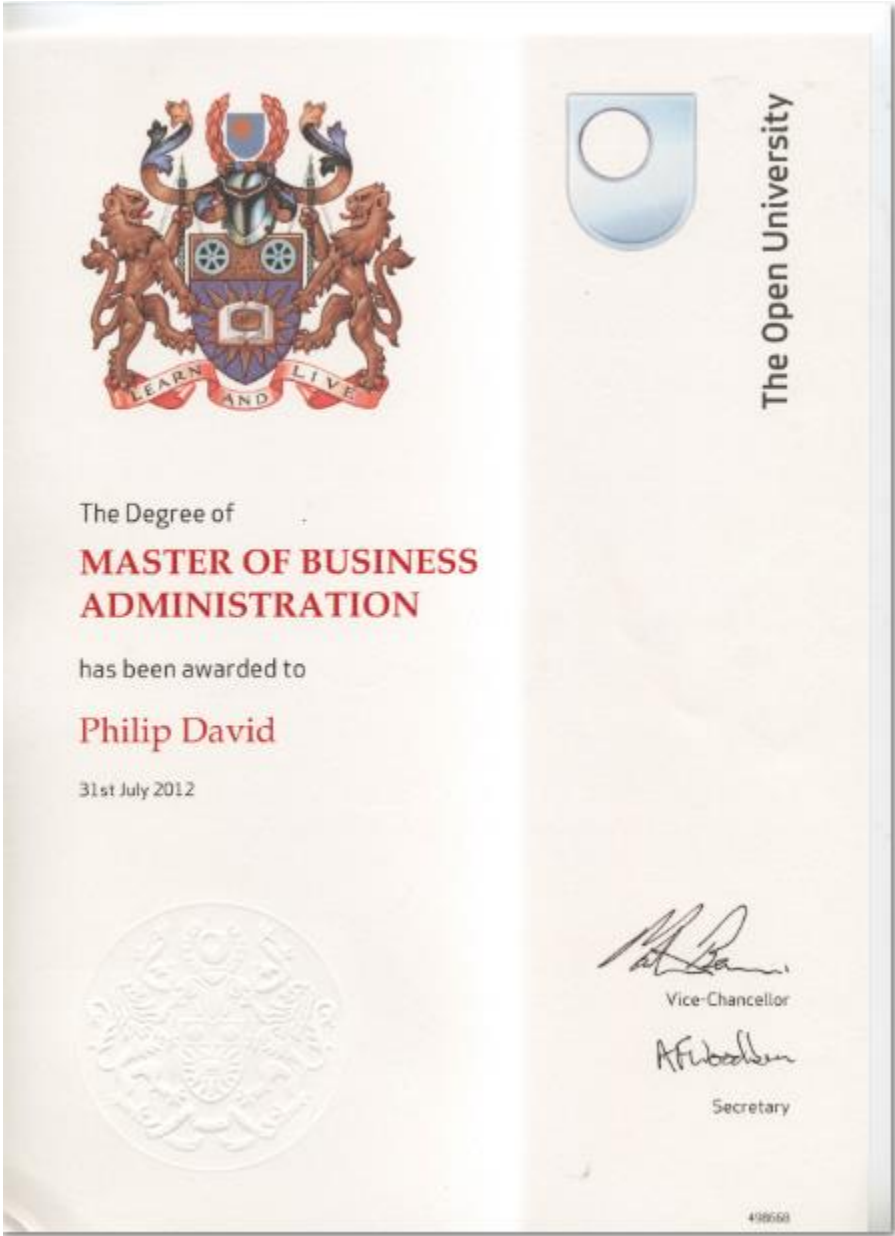 LEARN AND LIVE
The Open University
The Degree of
MASTER OF BUSINESS
ADMINISTRATION
has been awarded to
Philip David
31st July 2012
Vice-Chancellor
Secretary
498668